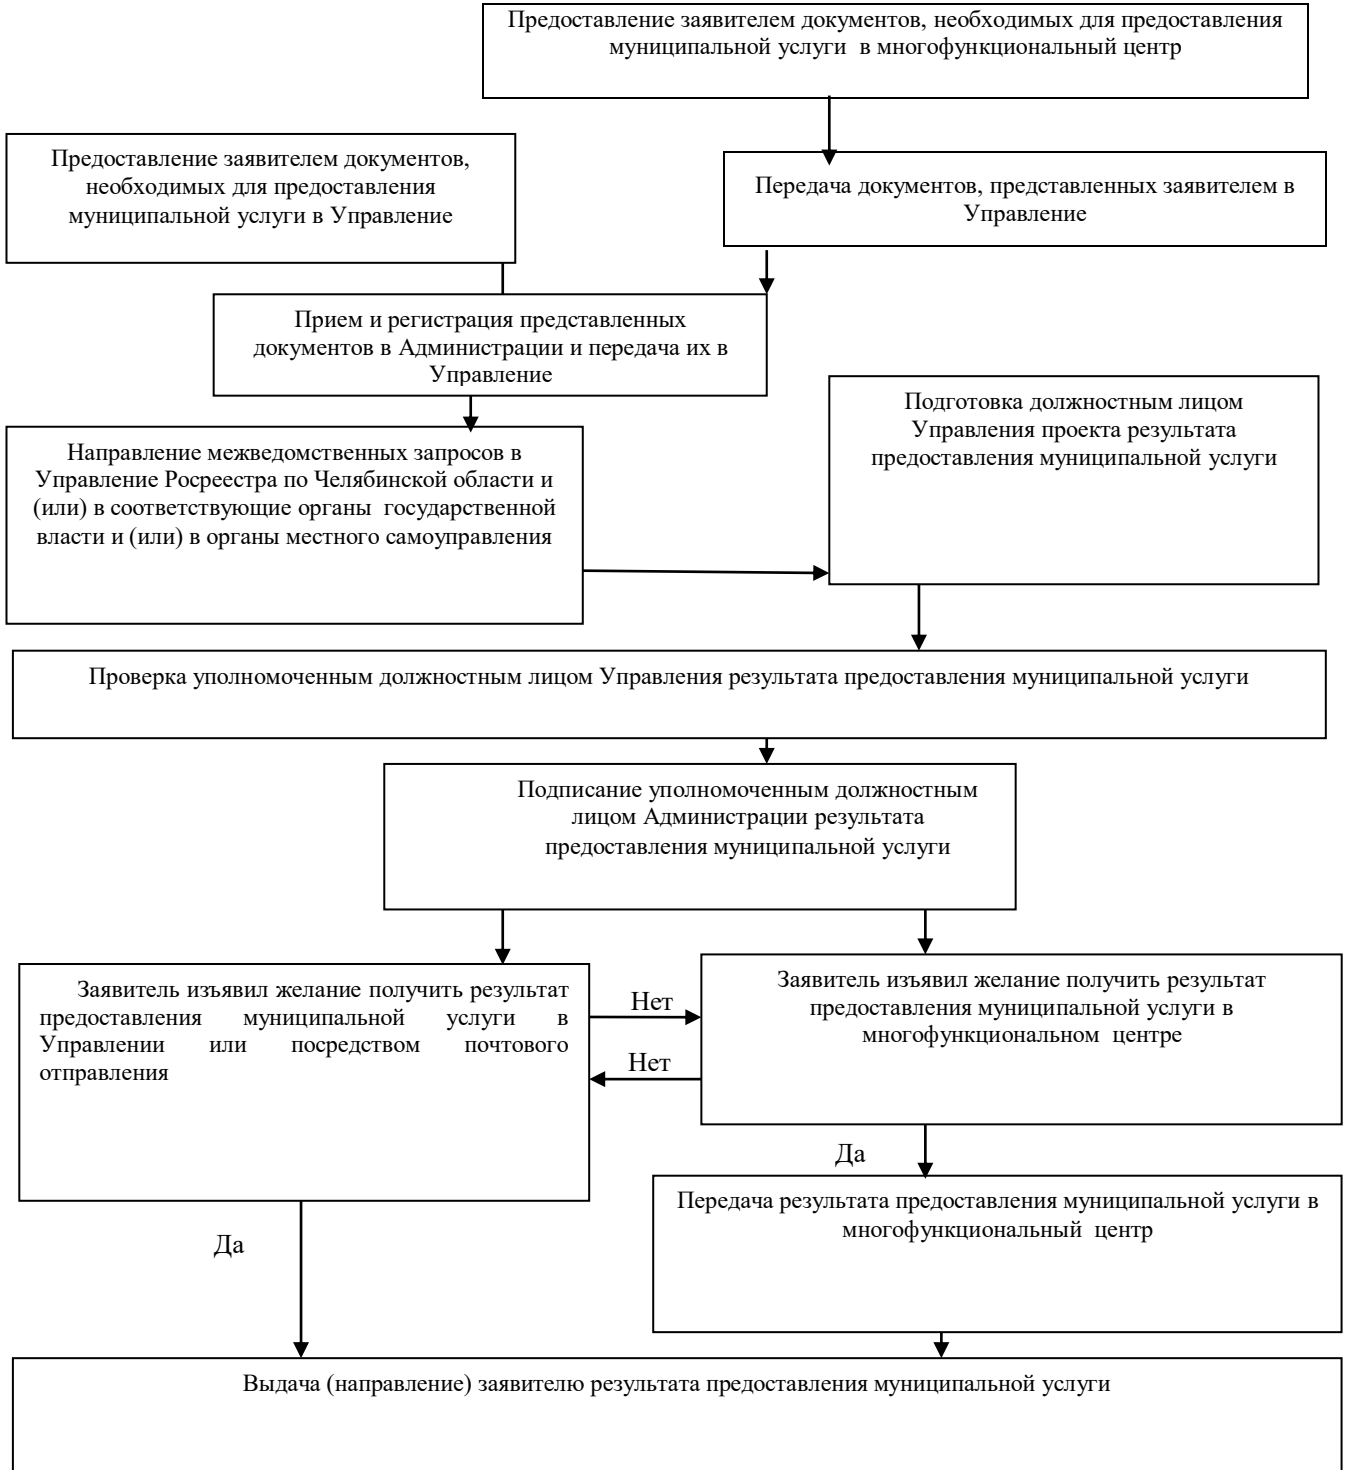 Предоставление заявителем документов, необходимых для предоставления
муниципальной услуги в многофункциональный центр
Предоставление заявителем документов,
необходимых для предоставления
муниципальной услуги в Управление
Передача документов, представленных заявителем в
Управление
Прием и регистрация представленных
документов в Администрации и передача их в
Управление
Направление межведомственных запросов в
Управление Росреестра по Челябинской области и
(или) в соответствующие органы государственной
власти и (или) в органы местного самоуправления
Подготовка должностным лицом
Управления проекта результата
предоставления муниципальной услуги
Проверка уполномоченным должностным лицом Управления результата предоставления муниципальной услуги
Подписание уполномоченным должностным
лицом Администрации результата
предоставления муниципальной услуги
Заявитель изъявил желание получить результат
предоставления муниципальной услуги в
Управлении или посредством почтового
отправления
Нет
Нет
Заявитель изъявил желание получить результат
предоставления муниципальной услуги в
многофункциональном центре
Да
Передача результата предоставления муниципальной услуги в
многофункциональный центр
Да
Выдача (направление) заявителю результата предоставления муниципальной услуги